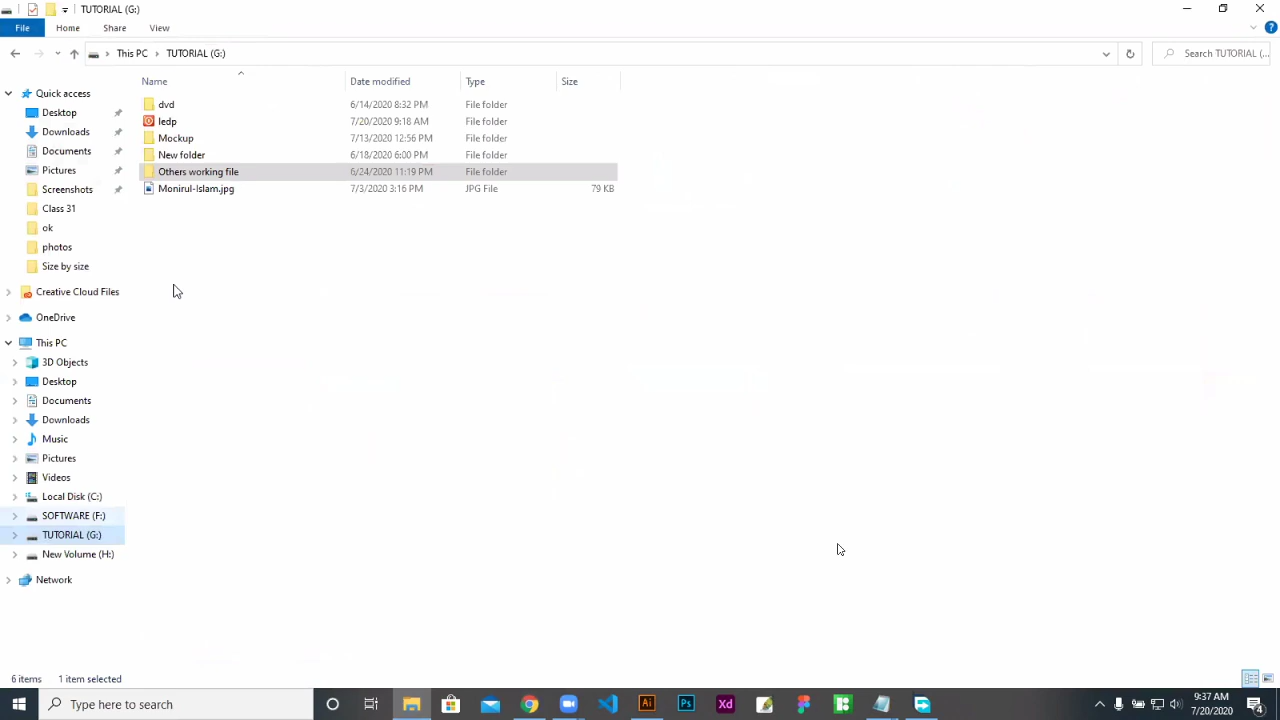 TUTORIAL (G:)
File Home Share View
This PC TUTORIAL (G:) Search TUTORIAL (...
Name Date modified Type Size
Quick access
Desktop
Downloads
Documents
Pictures
Screenshots
Class 31
ok
photos
Size by size
Creative Cloud Files
OneDrive
This PC
3D Objects
Desktop
Documents
Downloads
Music
Pictures
Videos
Local Disk (C:)
SOFTWARE (F:)
TUTORIAL (G:)
New Volume (H:)
Network
dvd 6/14/2020 8:32 PM File folder
ledp 7/20/2020 9:18 AM File folder
Mockup 7/13/2020 12:56 PM File folder
New folder 6/18/2020 6:00 PM File folder
Others working file 6/24/2020 11:19 PM File folder
Monirul-Islam.jpg 7/3/2020 3:16 PM JPG File 79 KB
6 items 1 item selected
Type here to search
Ai
Ps
Xd
9:37 AM
7/20/2020
4